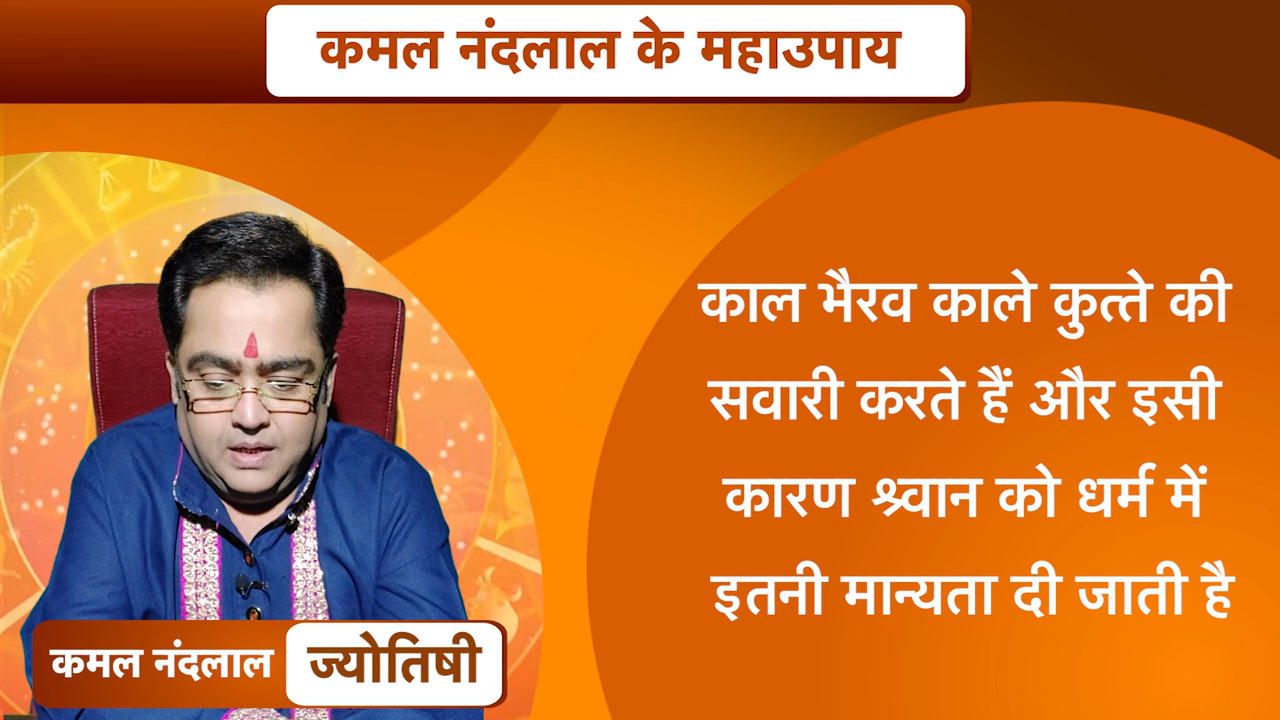 कमल नंदलाल के महाउपाय
काल भैरव काले कुत्ते की
सवारी करते हैं और इसी
कारण श्र्वान को धर्म में
इतनी मान्यता दी जाती है
कमल नंदलाल ज्योतिषी